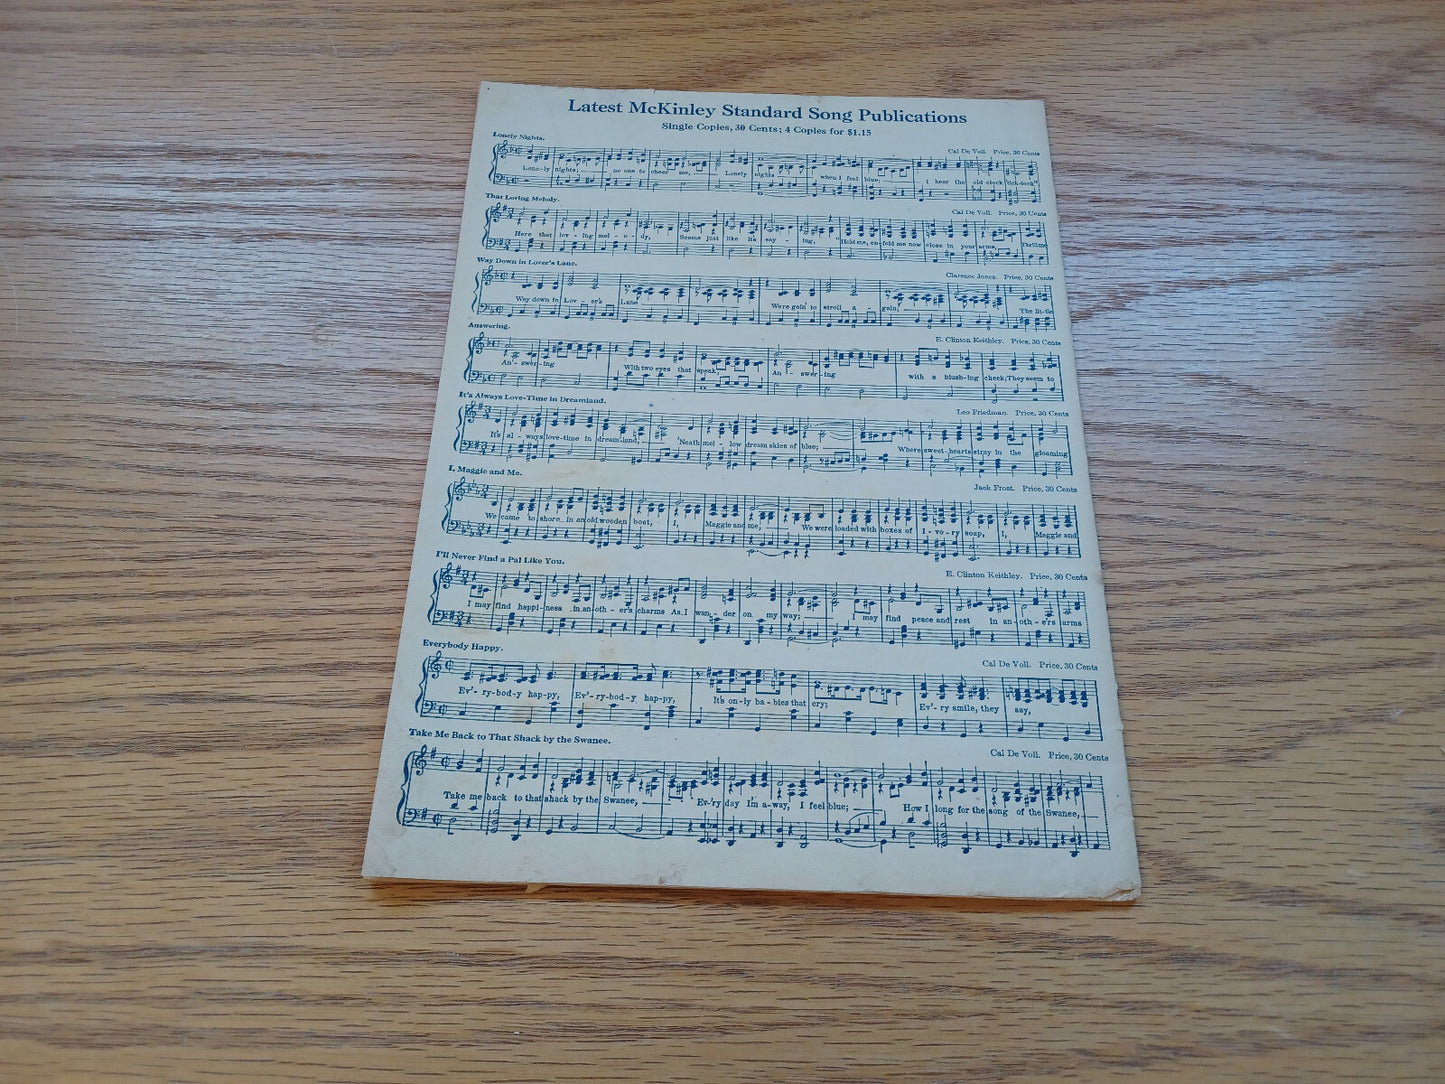 Latest McKinley Standard Song Publications
Single Copies, 30 Cents; 4 Copies for $1.15
Lonely Nights.
Cal De Voll. Price, 30 Cents
Lone-ly nights; no one to cheer me, Lonely nights when I feel blue; I hear the old clock "tick-tock"
That Loving Melody.
Cal De Voll. Price, 30 Cents
Here that lov-ing mel-o-dy, Seems just like it's say-ing, "Hold me, en-fold me now close in your arms, Thrill me
Way Down in Lover's Lane.
Clarence Jones. Price, 30 Cents
Way down in Lov-er's Lane We're goin' to stroll a-gein; The lit-tle
Answering.
E. Clinton Keithley. Price, 30 Cents
An-swer-ing With two eyes that speak, An-swer-ing with a blush-ing cheek; They seem to
It's Always Love-Time in Dreamland.
Leo Friedman. Price, 30 Cents
It's al-ways love-time in dream-land, 'Neath mel-low dream skies of blue; Where sweet-hearts stray in the gloaming
I, Maggie and Me.
Jack Frost. Price, 30 Cents
We came to shore in an old wooden boat, I, Maggie and me, We were loaded with boxes of I-vo-ry soap, I, Maggie and
I'll Never Find a Pal Like You.
E. Clinton Keithley. Price, 30 Cents
I may find happi-ness in an-oth-er's charms As I wan-der on my way; I may find peace and rest in an-oth-er's arms
Everybody Happy.
Cal De Voll. Price, 30 Cents
Ev'-ry-bod-y hap-py, Ev'-ry-bod-y hap-py, It's on-ly ba-bies that cry; Ev'-ry smile, they say,
Take Me Back to That Shack by the Swanee.
Cal De Voll. Price, 30 Cents
Take me back to that shack by the Swanee, Ev-'ry day I'm a-way, I feel blue; How I long for the song of the Swanee,